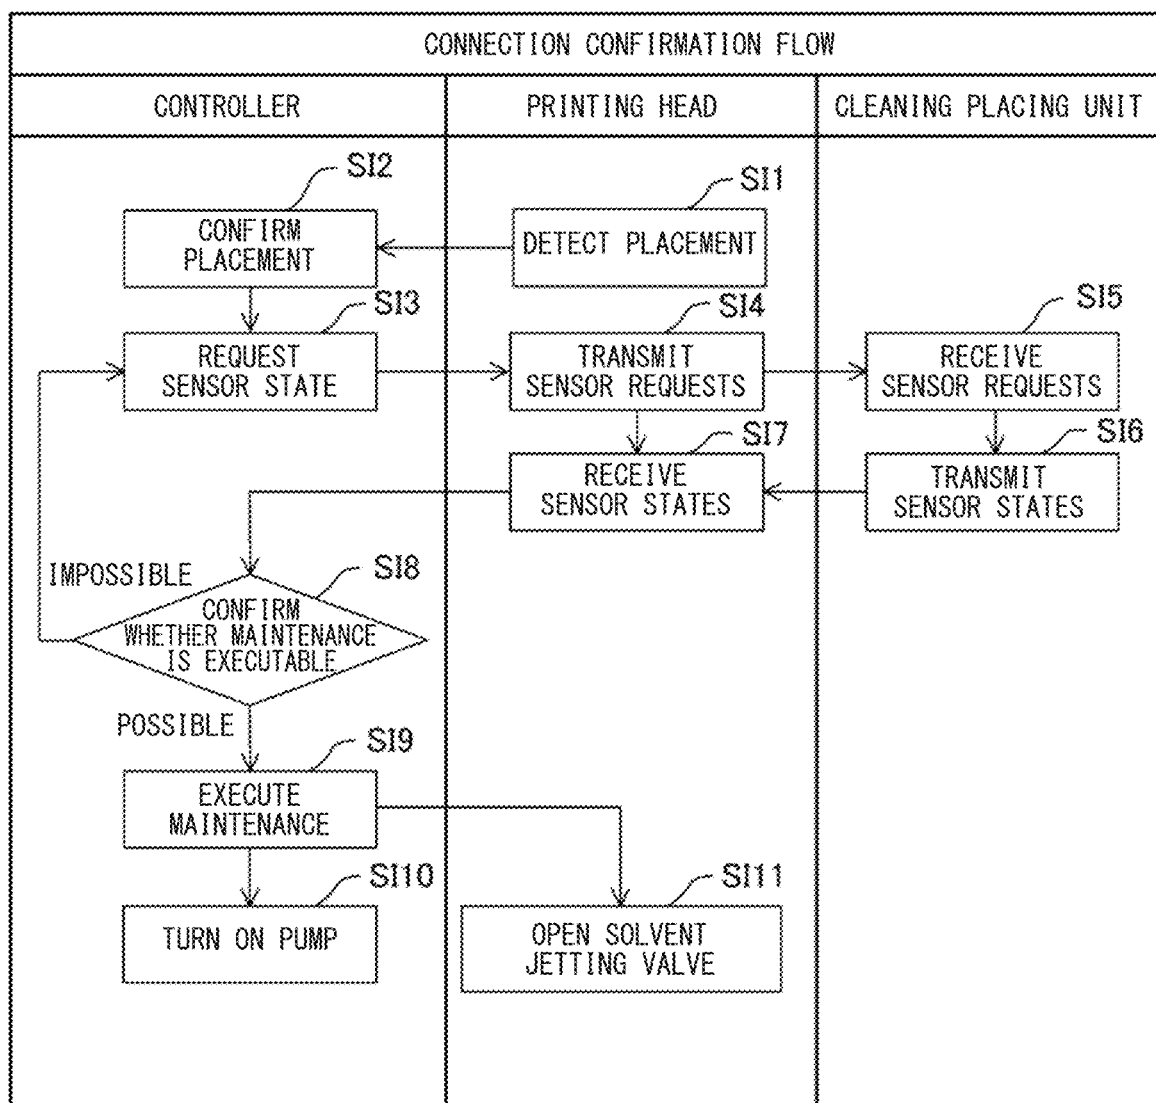 CONNECTION CONFIRMATION FLOW
CONTROLLER
PRINTING HEAD
CLEANING PLACING UNIT
SI2
SI1
CONFIRM
PLACEMENT
DETECT PLACEMENT
SI3
SI4
SI5
REQUEST
SENSOR STATE
TRANSMIT
SENSOR REQUESTS
RECEIVE
SENSOR REQUESTS
SI7
SI6
RECEIVE
SENSOR STATES
TRANSMIT
SENSOR STATES
IMPOSSIBLE
SI8
CONFIRM
WHETHER MAINTENANCE
IS EXECUTABLE
POSSIBLE
SI9
EXECUTE
MAINTENANCE
SI10
SI11
TURN ON PUMP
OPEN SOLVENT
JETTING VALVE